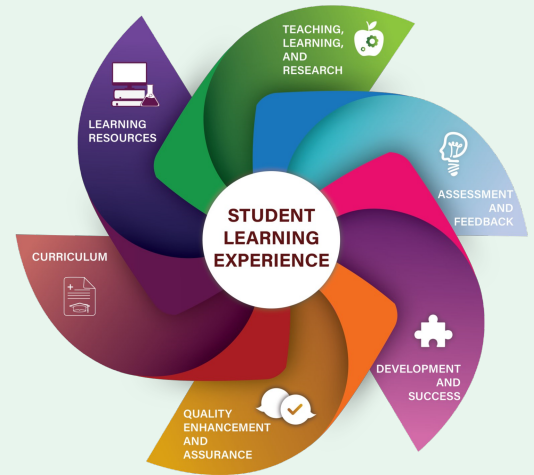 TEACHING,
LEARNING,
AND
RESEARCH
ASSESSMENT
AND
FEEDBACK
DEVELOPMENT
AND
SUCCESS
QUALITY
ENHANCEMENT
AND
ASSURANCE
CURRICULUM
LEARNING
RESOURCES
STUDENT
LEARNING
EXPERIENCE